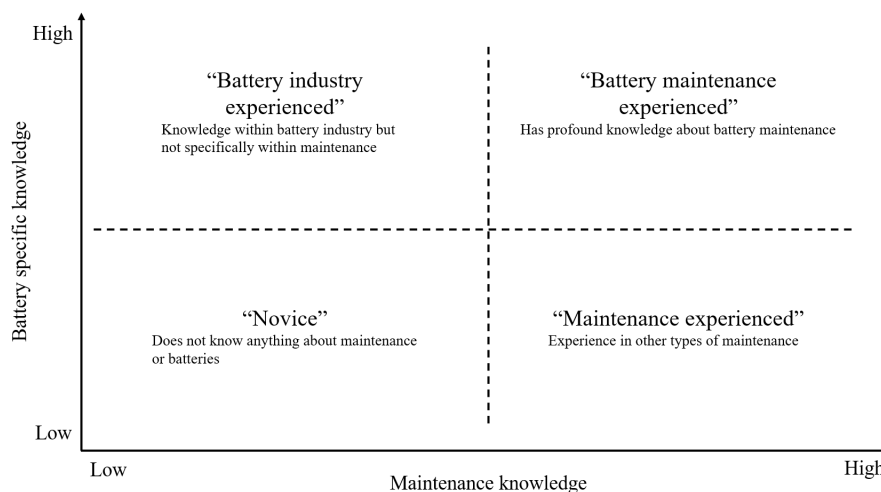 High
“Battery industry
experienced”
Knowledge within battery industry but
not specifically within maintenance
“Battery maintenance
experienced”
Has profound knowledge about battery maintenance
Battery specific knowledge
“Novice”
Does not know anything about maintenance
or batteries
“Maintenance experienced”
Experience in other types of maintenance
Low
Low
High
Maintenance knowledge